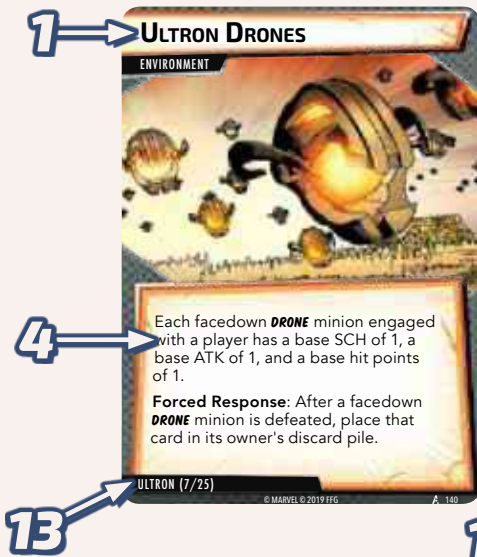 1
ULTRON DRONES
ENVIRONMENT
4
Each facedown DRONE minion engaged
with a player has a base SCH of 1, a
base ATK of 1, and a base hit points
of 1.
Forced Response: After a facedown
DRONE minion is defeated, place that
card in its owner's discard pile.
13
ULTRON (7/25)
© MARVEL © 2019 FFG
140